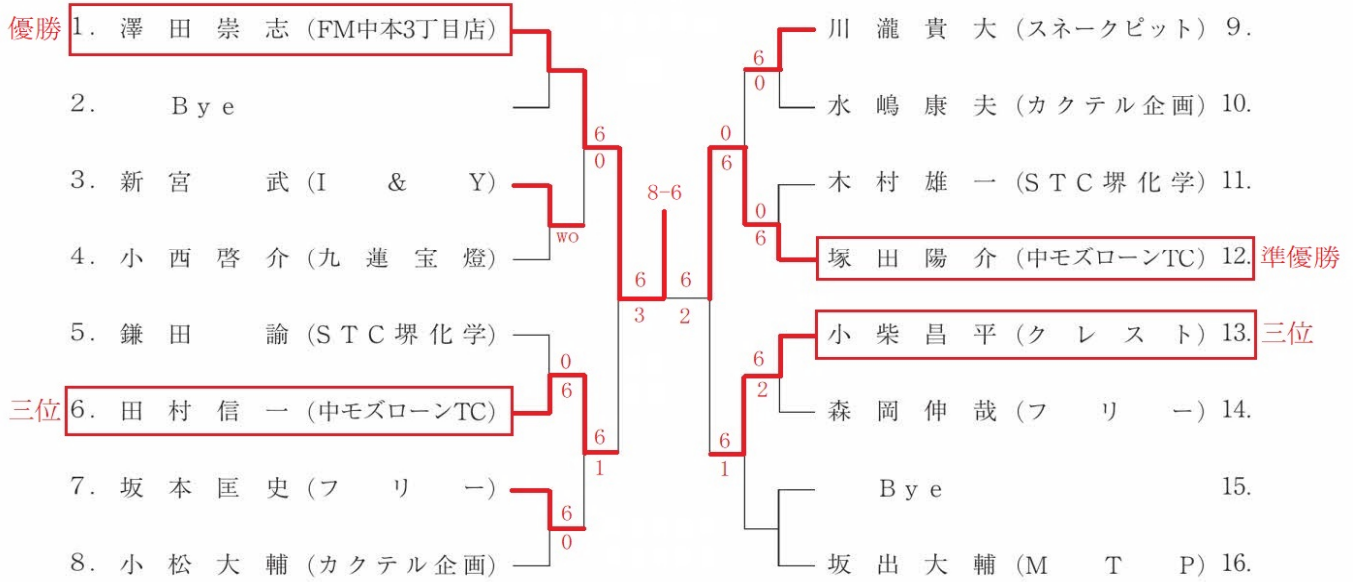 優勝 1. 澤田崇志 (FM中本3丁目店)
2. Bye
3. 新宮 武 (I & Y)
4. 小西啓介 (九蓮宝燈)
5. 鎌田 諭 (STC堺化学)
三位 6. 田村信一 (中モズローンTC)
7. 坂本匡史 (フリー)
8. 小松大輔 (カクテル企画)
6
0
wo
0
6
6
1
6
0
6
3
8-6
6
2
川瀧貴大 (スネークピット) 9.
水嶋康夫 (カクテル企画) 10.
木村雄一 (STC堺化学) 11.
塚田陽介 (中モズローンTC) 12. 準優勝
小柴昌平 (クレスト) 13. 三位
森岡伸哉 (フリー) 14.
Bye 15.
坂出大輔 (MTP) 16.
6
0
0
6
0
6
6
2
6
1